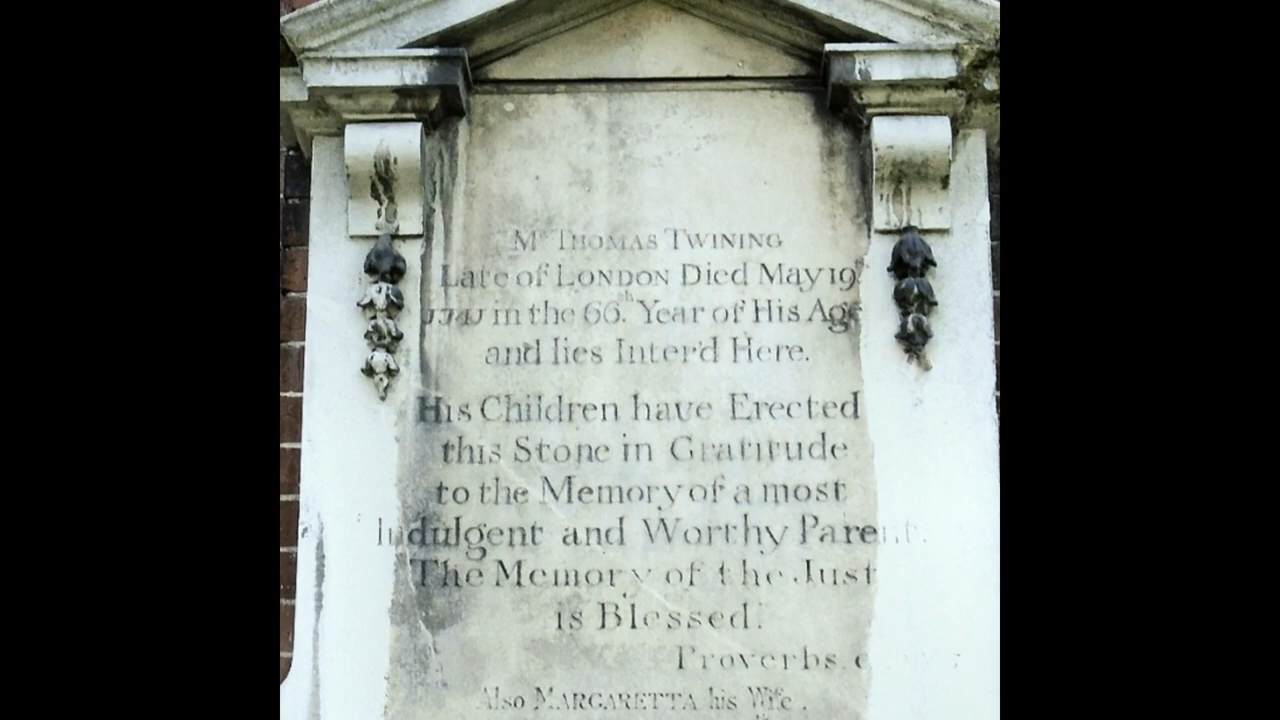 Mr THOMAS TWINING
Late of LONDON Died May 19th
1741 in the 66th. Year of His Age
and lies Inter'd Here.
His Children have Erected
this Stone in Gratitude
to the Memory of a most
Indulgent and Worthy Parent.
The Memory of the Just
is Blessed.
Proverbs
Also MARGARETTA his Wife.